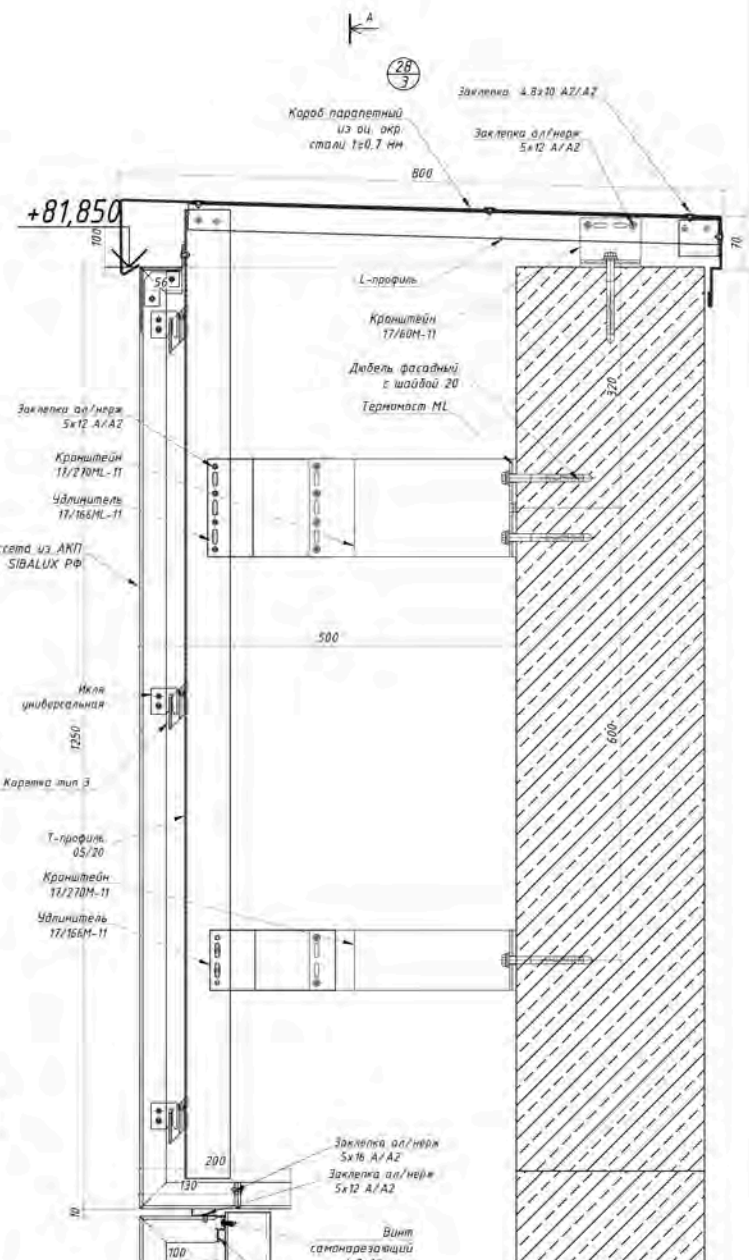 А
28
3
Заклепка 4.8х10 А2/А2
Короб парапетный
из оц. окр.
стали t=0.7 мм
Заклепка ал/нерж
5х12 А/А2
800
+81,850
100
70
56
L-профиль
Кронштейн
17/60М-11
Дюбель фасадный
с шайбой 20
Термомост ML
320
Заклепка ал/нерж
5х12 А/А2
Кронштейн
17/270ML-11
Удлинитель
17/166ML-11
сета из АКП
SIBALUX РФ
500
Икля
универсальная
600
1250
Каретка тип 3
Т-профиль
05/20
Кронштейн
17/270М-11
Удлинитель
17/166М-11
Заклепка ал/нерж
5х16 А/А2
200
Заклепка ал/нерж
5х12 А/А2
130
10
Винт
самонарезающий
100